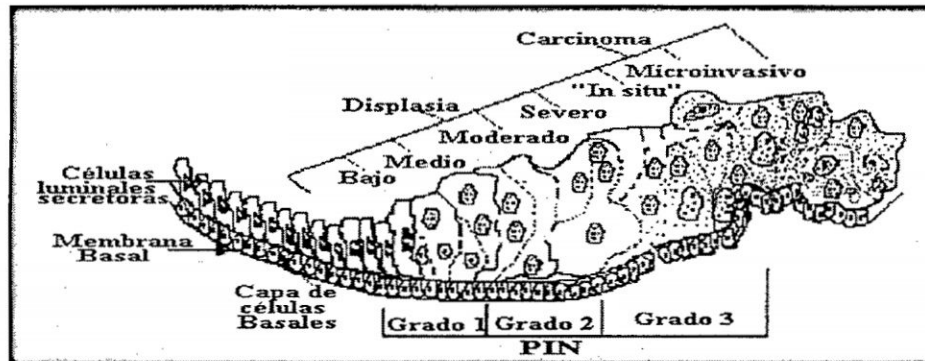 Carcinoma
Microinvasivo
"In situ"
Displasia
Severo
Moderado
Medio
Bajo
Células
luminales
secretoras
Membrana
Basal
Capa de
células
Basales
Grado 1
Grado 2
Grado 3
PIN